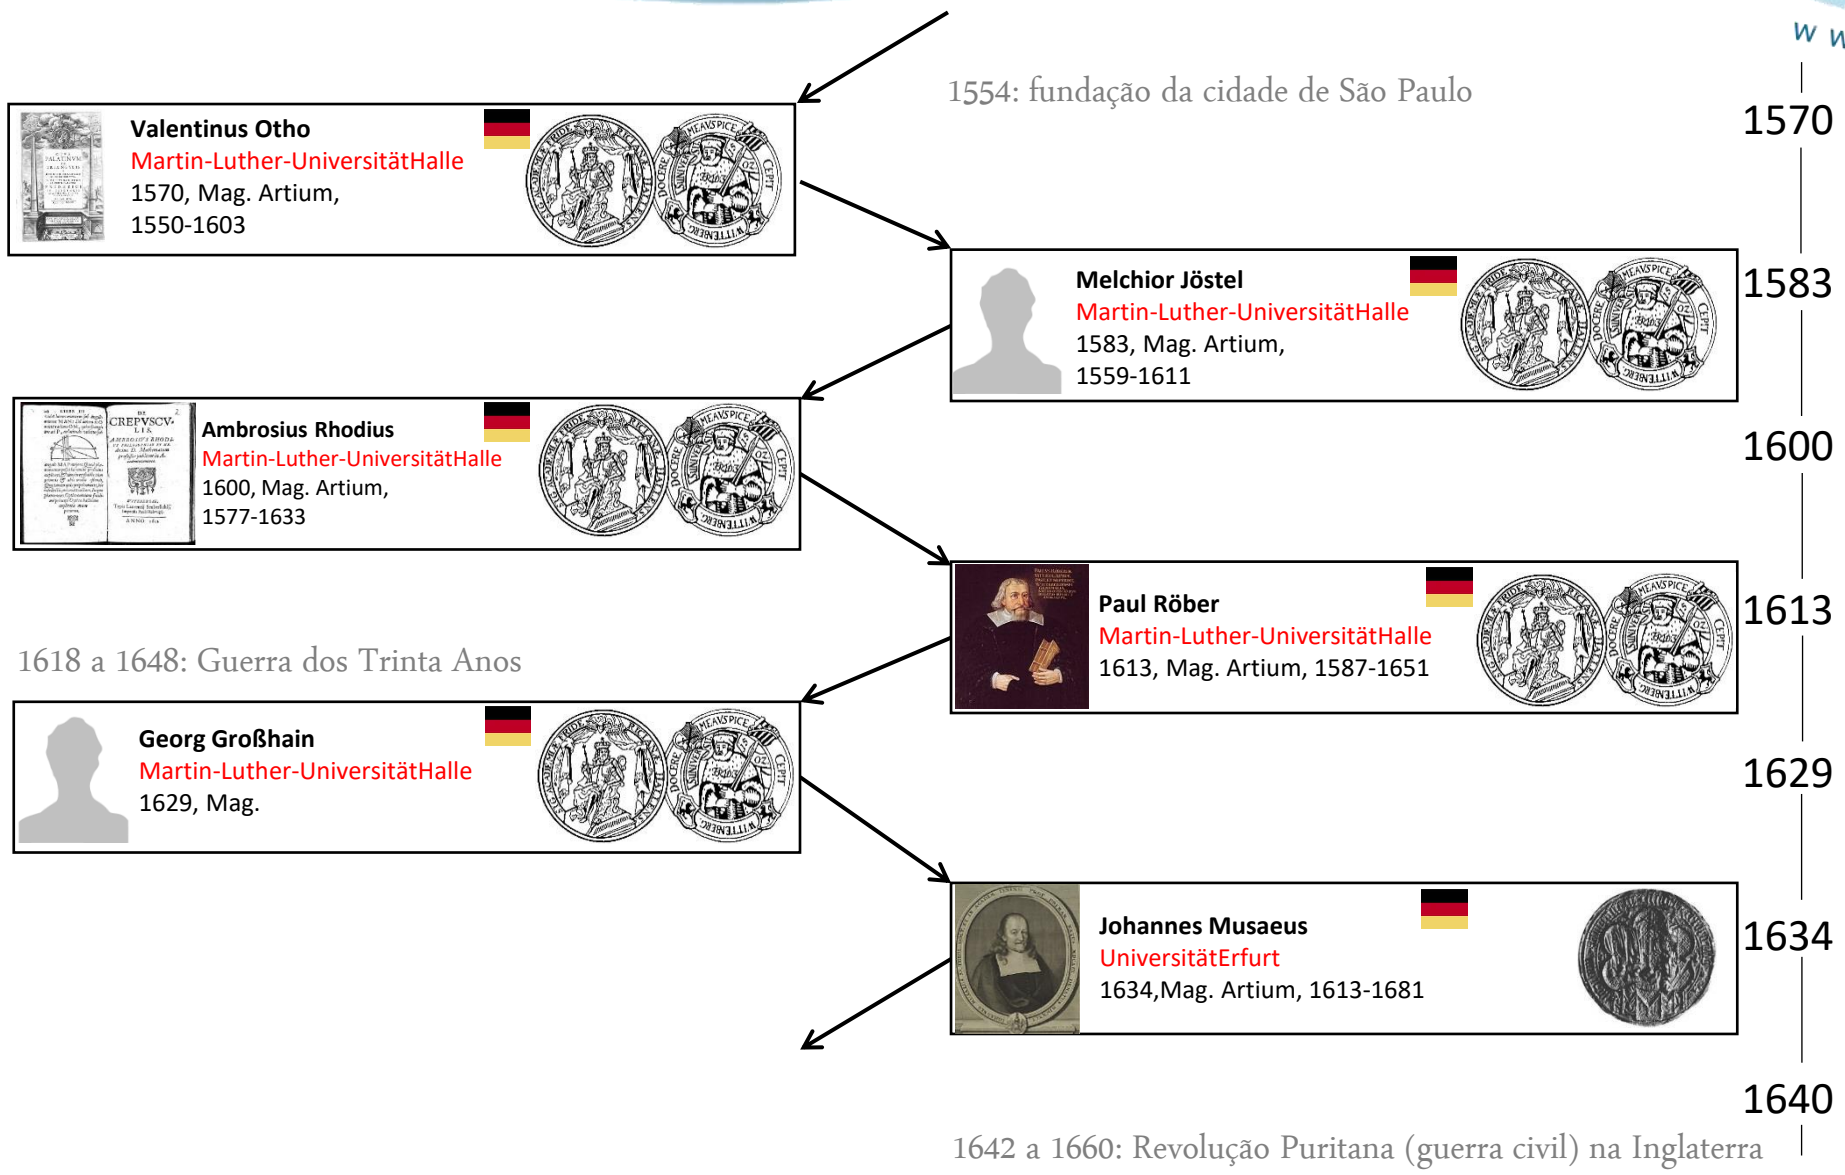 w w
1554: fundação da cidade de São Paulo
1570
Valentinus Otho
Martin-Luther-UniversitätHalle
1570, Mag. Artium,
1550-1603
1583
Melchior Jöstel
Martin-Luther-UniversitätHalle
1583, Mag. Artium,
1559-1611
CREPVSCV-
LIS.
Ambrosius Rhodius
Martin-Luther-UniversitätHalle
1600, Mag. Artium,
1577-1633
1600
Paul Röber
Martin-Luther-UniversitätHalle
1613, Mag. Artium, 1587-1651
1613
1618 a 1648: Guerra dos Trinta Anos
Georg Großhain
Martin-Luther-UniversitätHalle
1629, Mag.
1629
Johannes Musaeus
UniversitätErfurt
1634,Mag. Artium, 1613-1681
1634
1640
1642 a 1660: Revolução Puritana (guerra civil) na Inglaterra